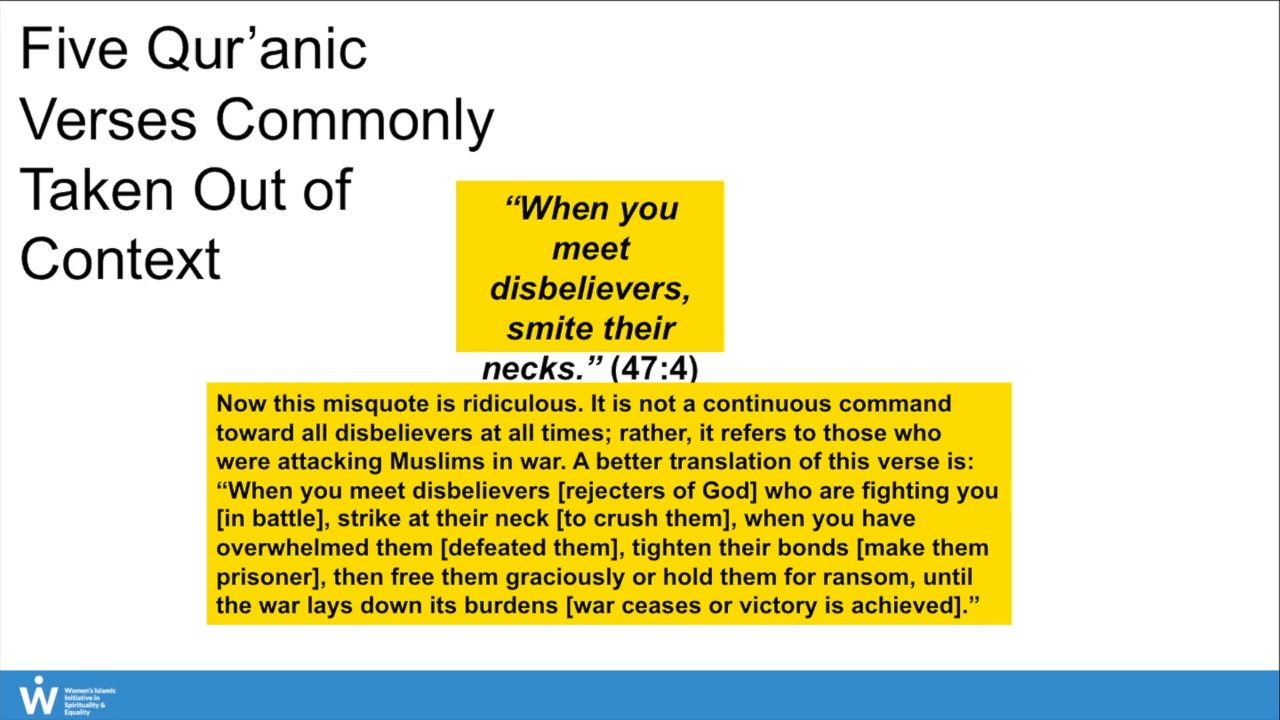 Five Qur’anic
Verses Commonly
Taken Out of
Context
“When you
meet
disbelievers,
smite their
necks.” (47:4)
Now this misquote is ridiculous. It is not a continuous command
toward all disbelievers at all times; rather, it refers to those who
were attacking Muslims in war. A better translation of this verse is:
“When you meet disbelievers [rejecters of God] who are fighting you
[in battle], strike at their neck [to crush them], when you have
overwhelmed them [defeated them], tighten their bonds [make them
prisoner], then free them graciously or hold them for ransom, until
the war lays down its burdens [war ceases or victory is achieved].”
W
Women's Islamic
Initiative in
Spirituality &
Equality